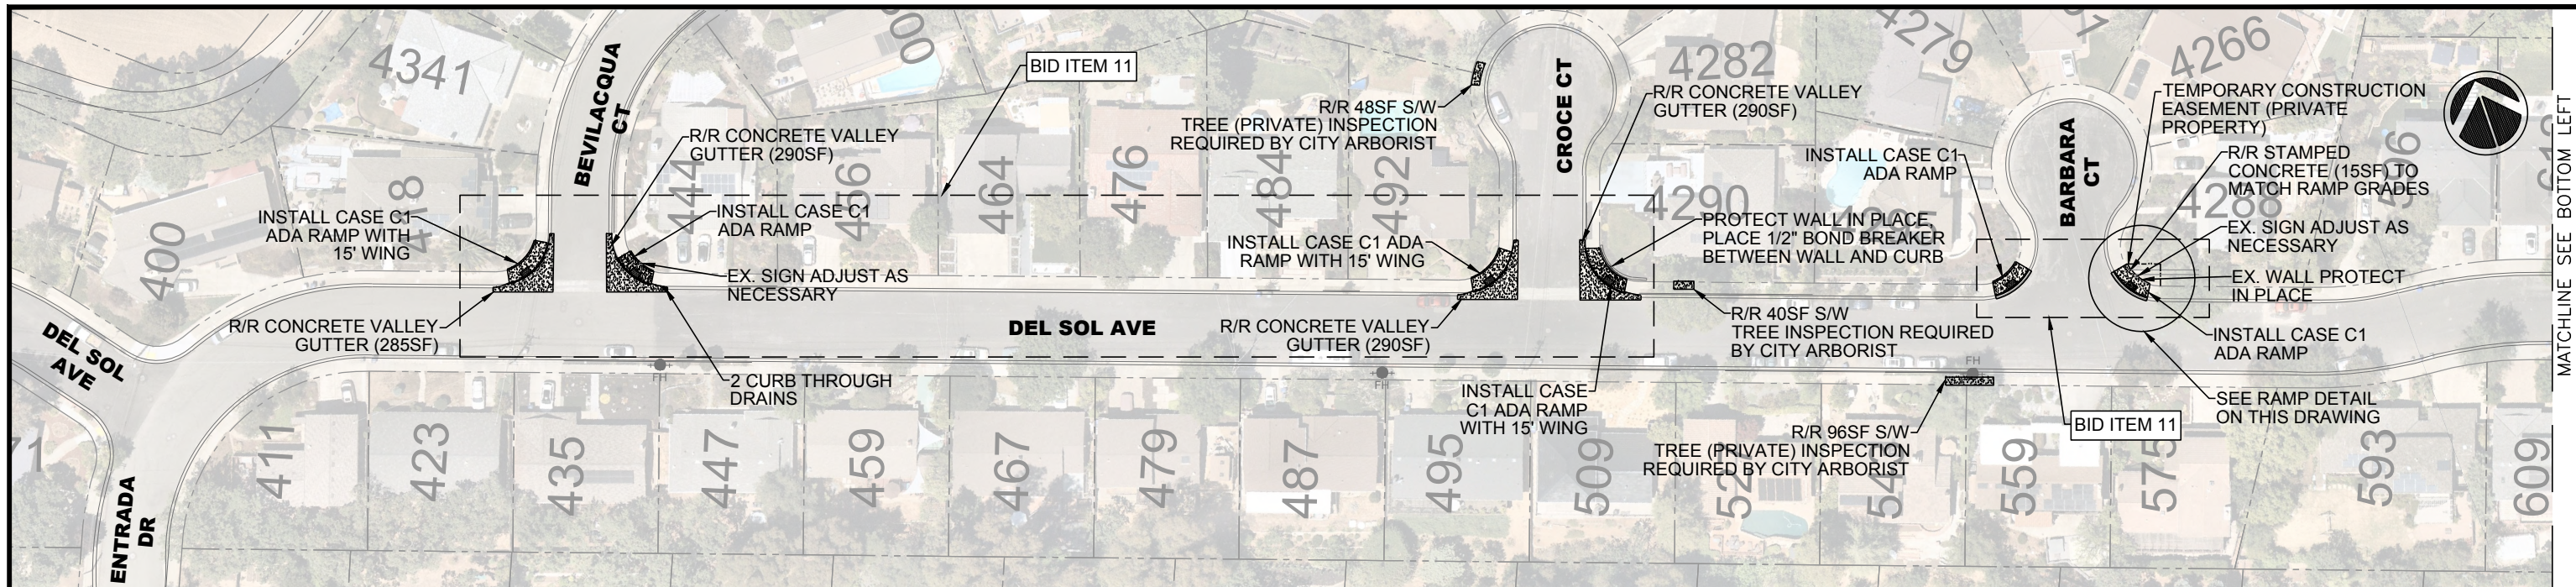 4341
BEVILACQUA
CT
BID ITEM 11
R/R CONCRETE VALLEY
GUTTER (290SF)
INSTALL CASE C1
ADA RAMP WITH
15' WING
INSTALL CASE C1
ADA RAMP
EX. SIGN ADJUST AS
NECESSARY
R/R CONCRETE VALLEY
GUTTER (285SF)
2 CURB THROUGH
DRAINS
400
444
464
476
484
492
DEL SOL
AVE
ENTRADA
DR
DEL SOL AVE
FH
FH
FH
R/R 48SF S/W
TREE (PRIVATE) INSPECTION
REQUIRED BY CITY ARBORIST
CROCE CT
4282
R/R CONCRETE VALLEY
GUTTER (290SF)
INSTALL CASE C1 ADA
RAMP WITH 15' WING
R/R CONCRETE VALLEY
GUTTER (290SF)
4290
PROTECT WALL IN PLACE
PLACE 1/2" BOND BREAKER
BETWEEN WALL AND CURB
R/R 40SF S/W
TREE INSPECTION REQUIRED
BY CITY ARBORIST
INSTALL CASE
C1 ADA RAMP
WITH 15' WING
R/R 96SF S/W
TREE (PRIVATE) INSPECTION
REQUIRED BY CITY ARBORIST
4279
INSTALL CASE C1
ADA RAMP
BARBARA
CT
4266
TEMPORARY CONSTRUCTION
EASEMENT (PRIVATE
PROPERTY)
R/R STAMPED
CONCRETE (15SF) TO
MATCH RAMP GRADES
4288
EX. SIGN ADJUST AS
NECESSARY
EX. WALL PROTECT
IN PLACE
INSTALL CASE C1
ADA RAMP
SEE RAMP DETAIL
ON THIS DRAWING
BID ITEM 11
MATCHLINE SEE BOTTOM LEFT
411
423
435
447
459
467
479
487
495
509
559
575
593
609